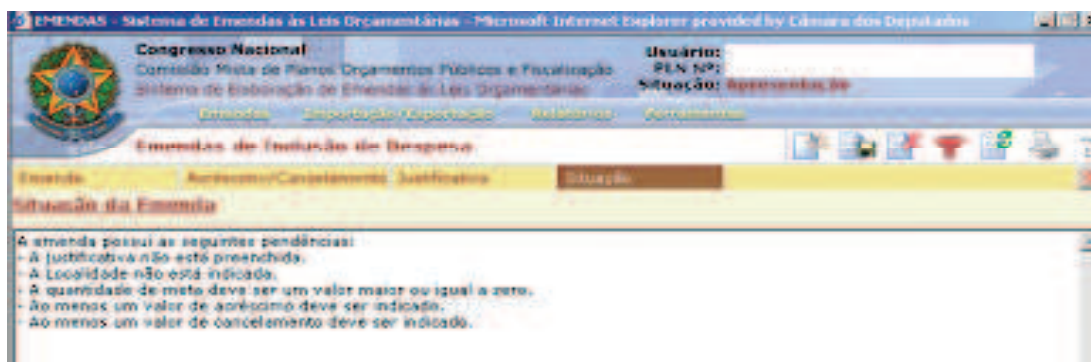 EMENDAS - Sistema de Emendas às Leis Orçamentárias - Microsoft Internet Explorer provided by Câmara dos Deputados
Congresso Nacional
Comissão Mista de Planos Orçamentos Públicos e Fiscalização
Sistema de Elaboração de Emendas às Leis Orçamentárias
Usuário:
PLN Nº:
Situação: Apresentação
Emendas Importação/Exportação Relatórios Ferramentas
Emendas de Inclusão de Despesa
Emenda Acréscimo/Cancelamento Justificativa Situação
Situação da Emenda
A emenda possui as seguintes pendências:
- A justificativa não está preenchida.
- A Localidade não está indicada.
- A quantidade de meta deve ser um valor maior ou igual a zero.
- Ao menos um valor de acréscimo deve ser indicado.
- Ao menos um valor de cancelamento deve ser indicado.